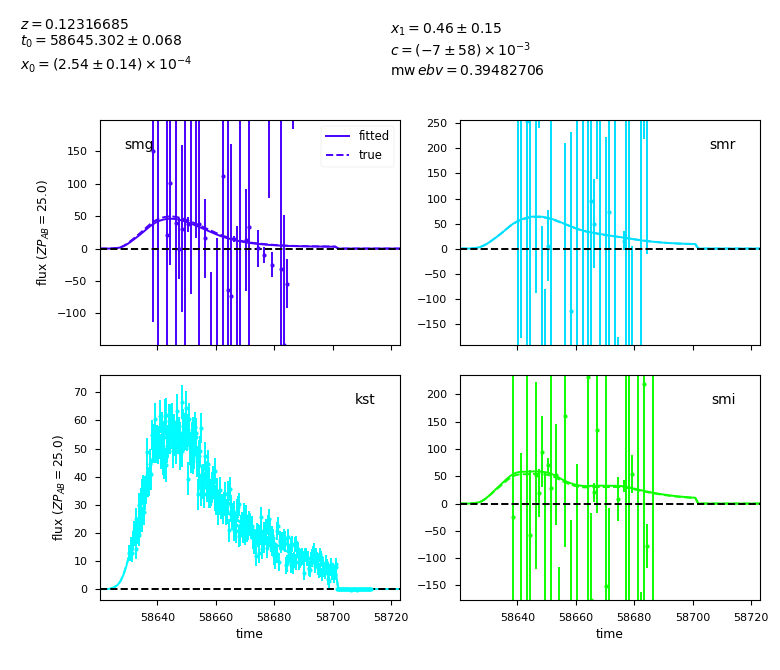 z = 0.12316685
t₀ = 58645.302 ± 0.068
x₀ = (2.54 ± 0.14) × 10⁻⁴
x₁ = 0.46 ± 0.15
c = (−7 ± 58) × 10⁻³
mw ebv = 0.39482706
smg
fitted
true
150
100
50
0
−50
−100
flux (ZP_AB = 25.0)
smr
250
200
150
100
50
0
−50
−100
−150
kst
70
60
50
40
30
20
10
0
flux (ZP_AB = 25.0)
58640 58660 58680 58700 58720
time
smi
200
150
100
50
0
−50
−100
−150
58640 58660 58680 58700 58720
time